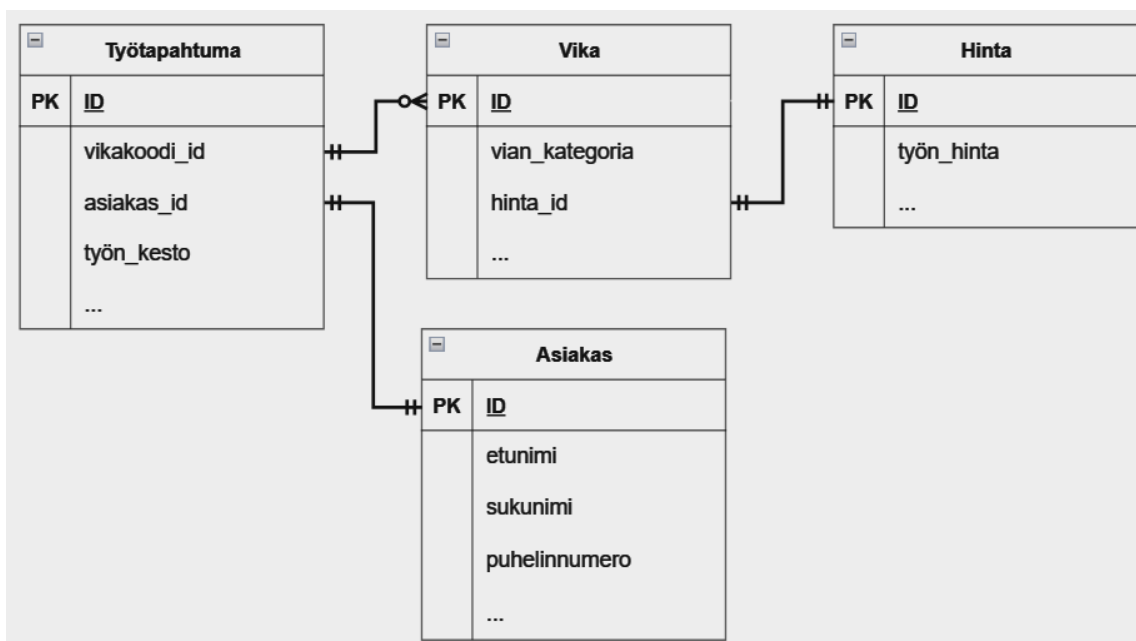 Työtapahtuma
PK ID
vikakoodi_id
asiakas_id
työn_kesto
...
Vika
PK ID
vian_kategoria
hinta_id
...
Hinta
PK ID
työn_hinta
...
Asiakas
PK ID
etunimi
sukunimi
puhelinnumero
...